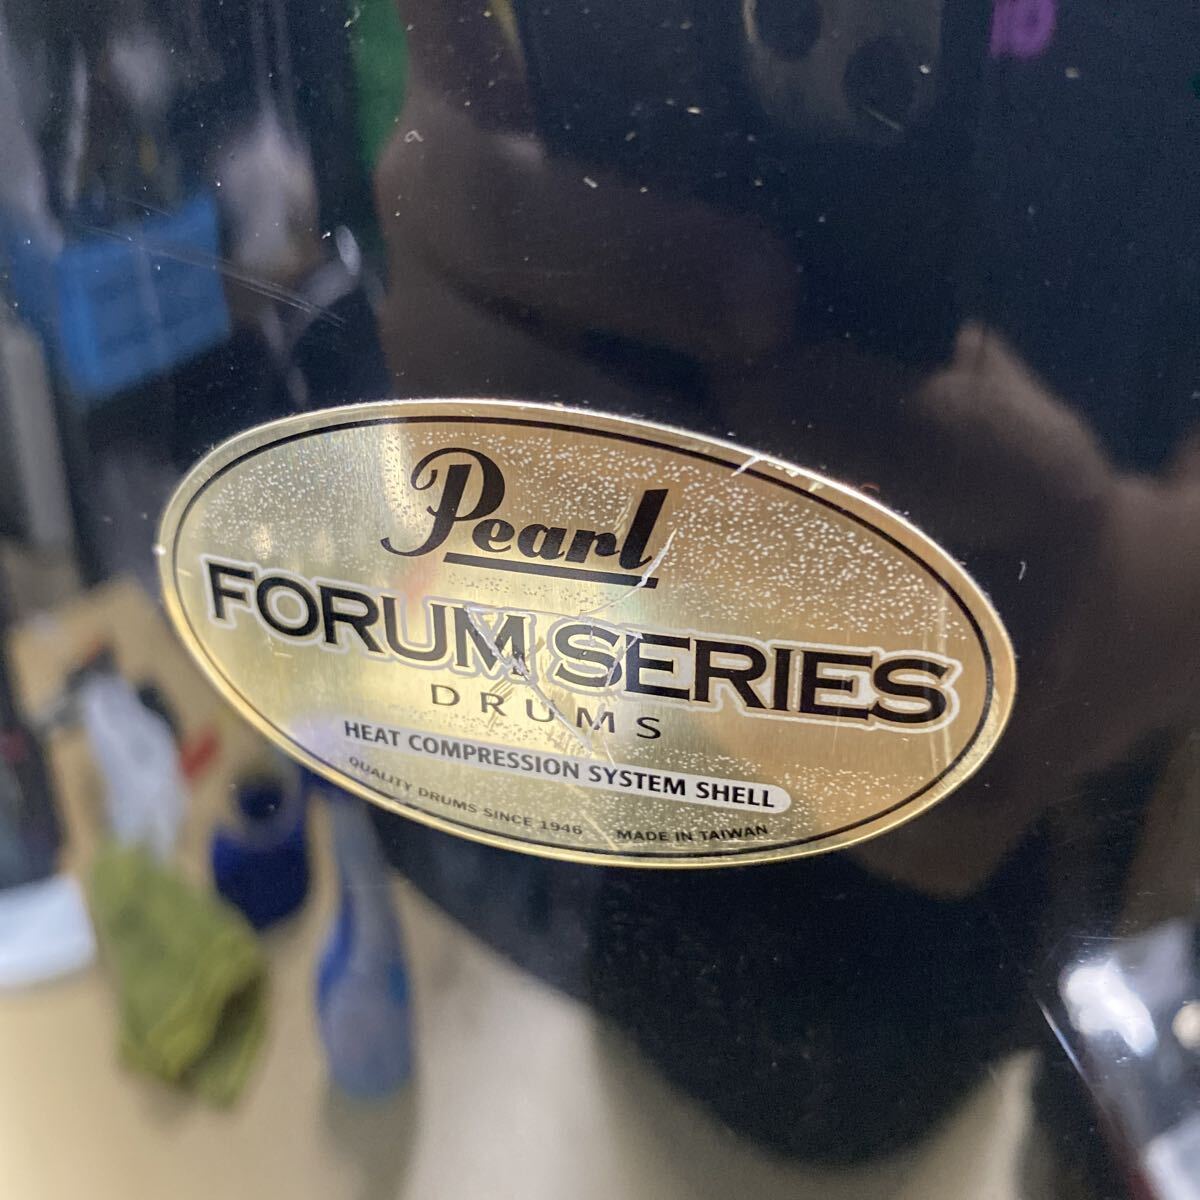 Pearl
FORUM SERIES
DRUMS
HEAT COMPRESSION SYSTEM SHELL
QUALITY DRUMS SINCE 1946 MADE IN TAIWAN